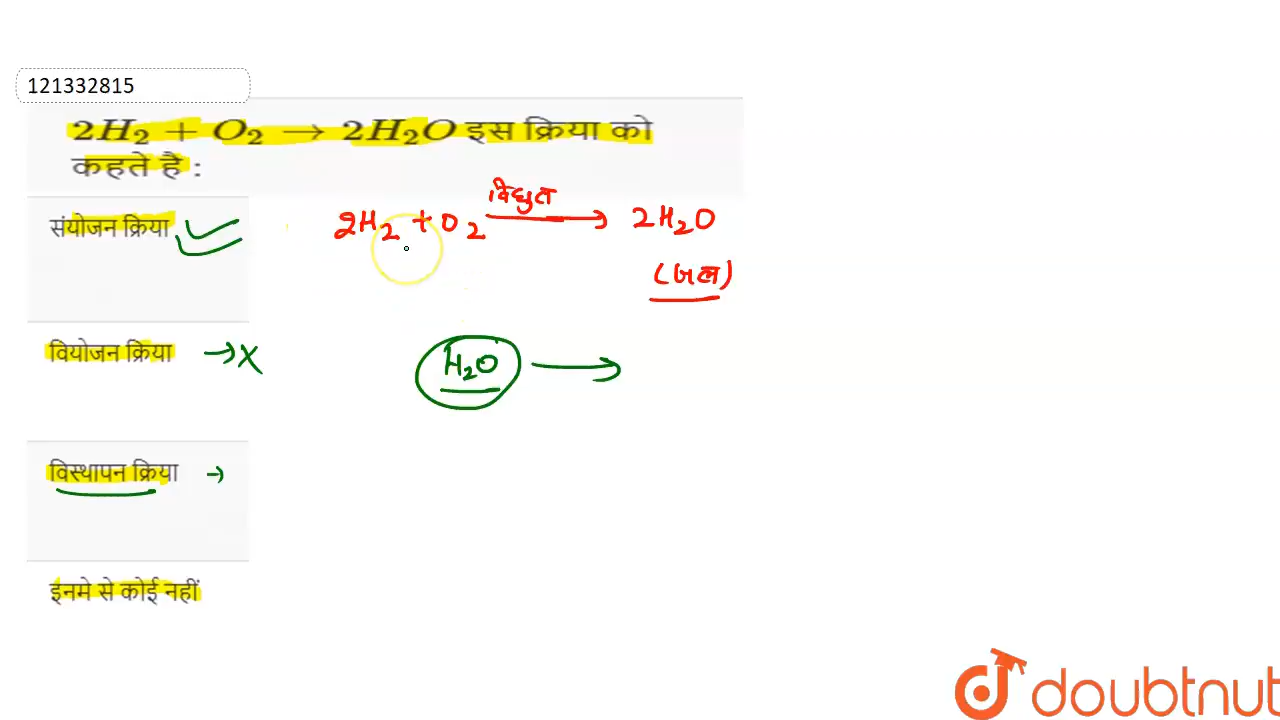 121332815
2H₂ + O₂ → 2H₂O इस क्रिया को
कहते है :
संयोजन क्रिया
2H₂ + O₂ विद्युत → 2H₂O
(जल)
वियोजन क्रिया → X
H₂O →
विस्थापन क्रिया →
इनमे से कोई नहीं
doubtnut